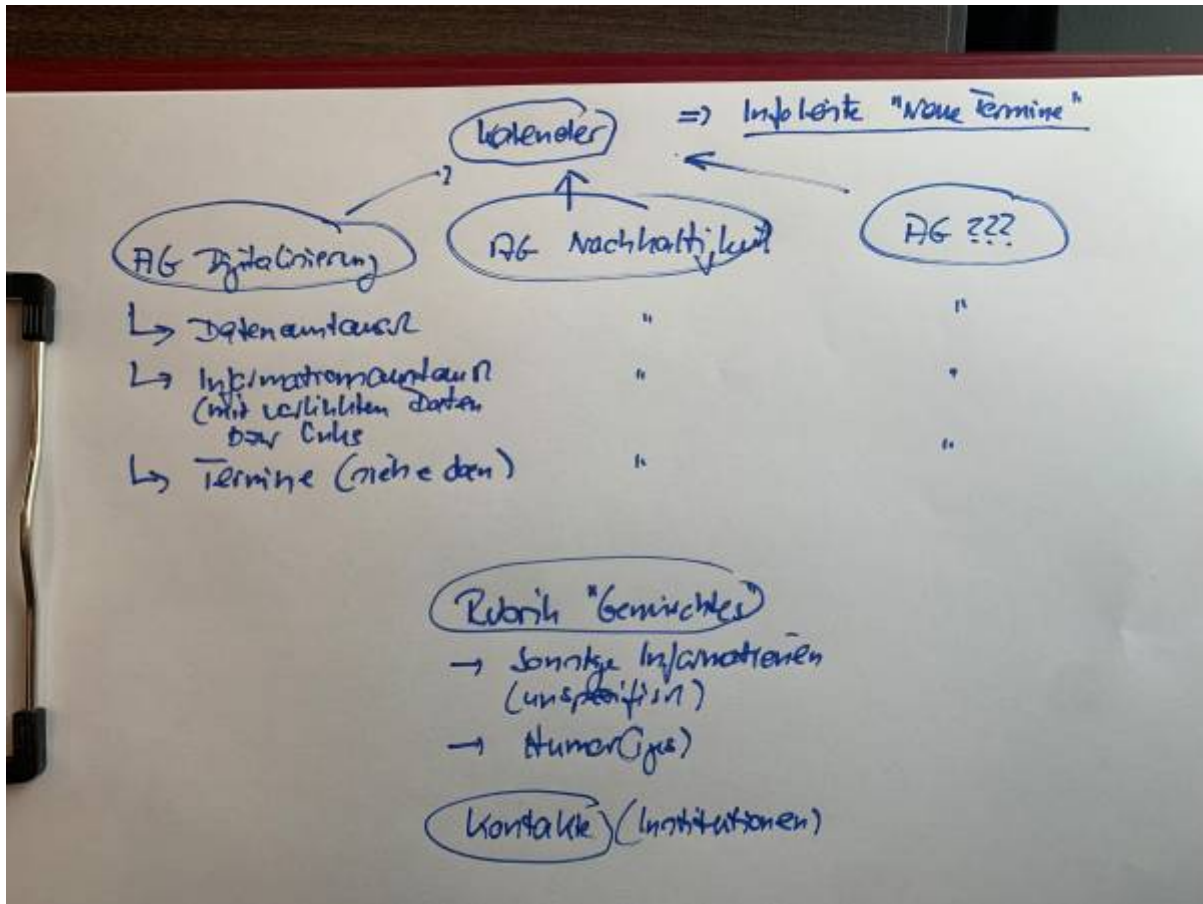 Kalender => Infoleiste "Neue Termine"
AG Digitalisierung AG Nachhaltigkeit AG ???
↳ Datenaustausch " "
↳ Informationsaustausch " "
(mit verlinkten Daten
bzw Links
↳ Termine (siehe oben) " "
Rubrik "Gemischtes"
→ Sonstige Informationen
(unspezifisch)
→ Humor(iges)
Kontakte (Institutionen)